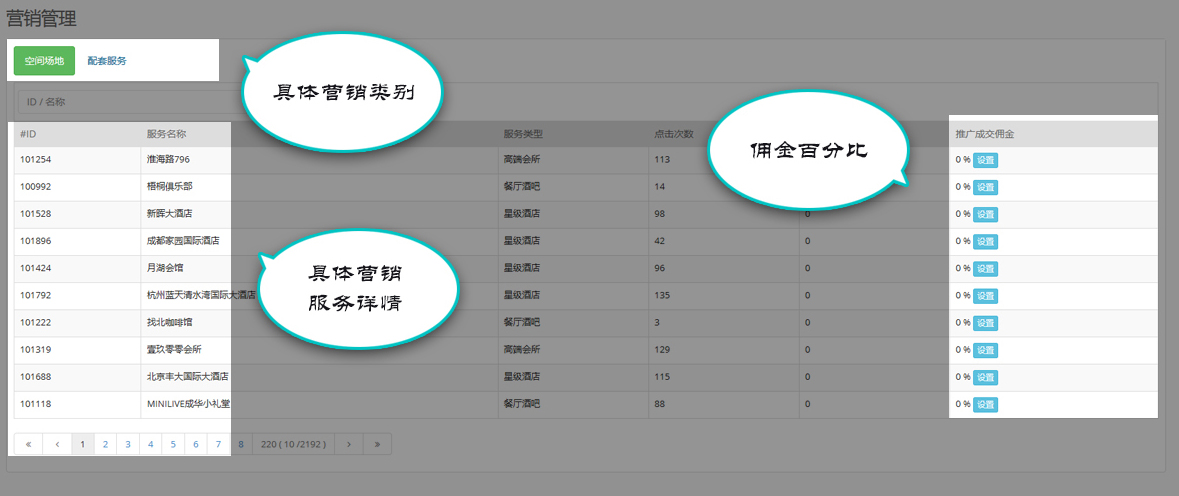 营销管理
空间场地 配套服务
具体营销类别
ID / 名称
佣金百分比
#ID 服务名称 服务类型 点击次数 推广成交佣金
101254 淮海路796 高端会所 113 0 % 设置
100992 梧桐俱乐部 餐厅酒吧 14 0 % 设置
101528 新晖大酒店 星级酒店 98 0 0 % 设置
101896 成都家园国际酒店 星级酒店 42 0 0 % 设置
101424 月湖会馆 星级酒店 96 0 0 % 设置
具体营销
服务详情
101792 杭州蓝天清水湾国际大酒店 星级酒店 135 0 0 % 设置
101222 找北咖啡馆 餐厅酒吧 3 0 0 % 设置
101319 壹玖零零会所 高端会所 129 0 0 % 设置
101688 北京丰大国际大酒店 星级酒店 115 0 0 % 设置
101118 MINILIVE成华小礼堂 餐厅酒吧 88 0 0 % 设置
« ‹ 1 2 3 4 5 6 7 8 220 ( 10 /2192 ) › »